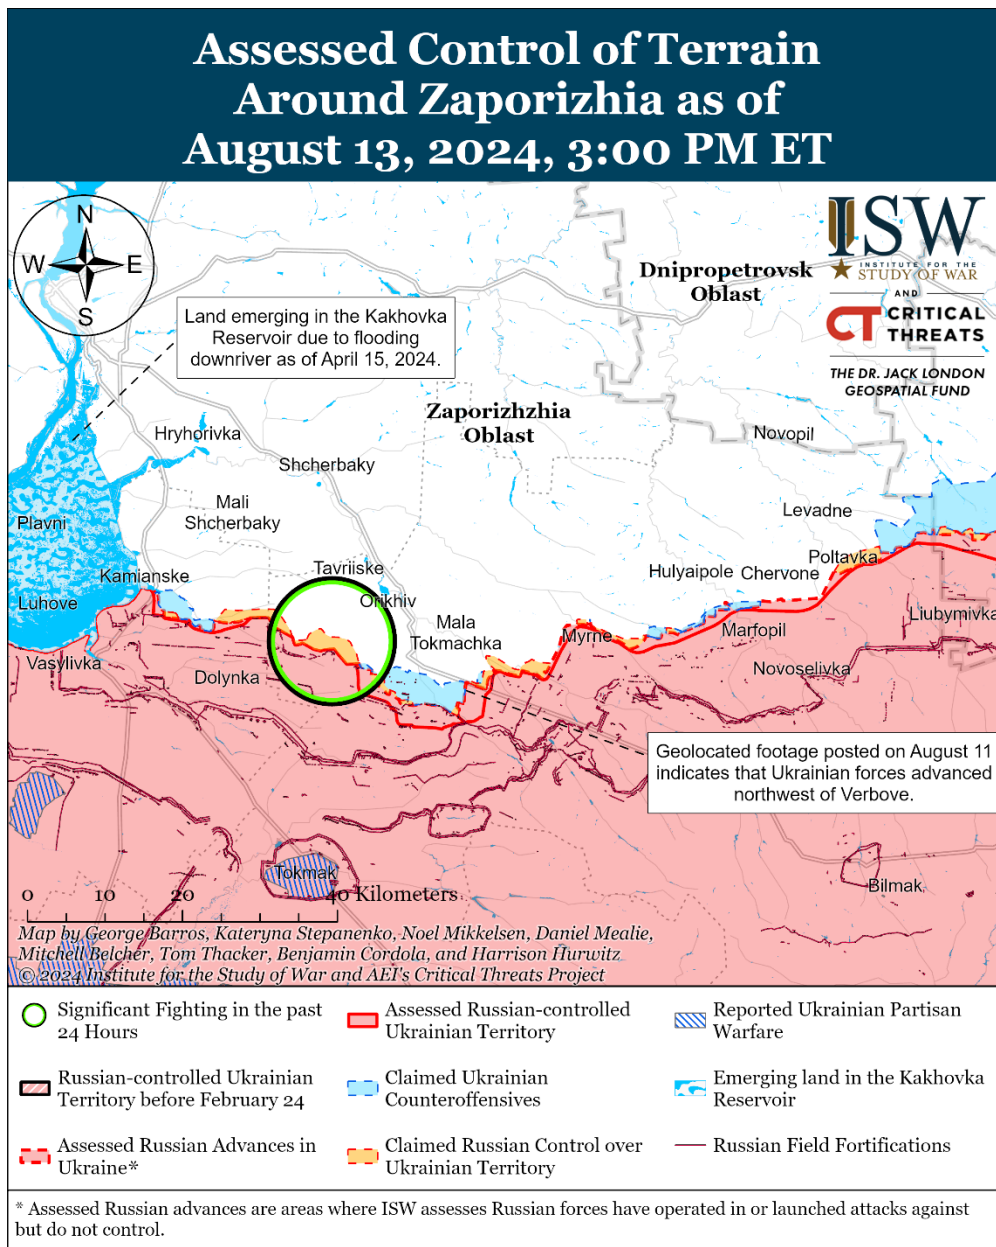 Assessed Control of Terrain
Around Zaporizhia as of
August 13, 2024, 3:00 PM ET
N
W
E
S
ISW
INSTITUTE FOR THE
STUDY OF WAR
AND
CT CRITICAL
THREATS
THE DR. JACK LONDON
GEOSPATIAL FUND
Dnipropetrovsk
Oblast
Land emerging in the Kakhovka
Reservoir due to flooding
downriver as of April 15, 2024.
Zaporizhzhia
Oblast
Hryhorivka
Novopil
Shcherbaky
Mali
Shcherbaky
Levadne
Plavni
Poltavka
Tavriiske
Hulyaipole
Chervone
Kamianske
Orikhiv
Luhove
Liubymivka
Mala
Tokmachka
Myrne
Marfopil
Vasylivka
Dolynka
Novoselivka
Geolocated footage posted on August 11
indicates that Ukrainian forces advanced
northwest of Verbove.
Tokmak
Bilmak
0 10 20 40 Kilometers
Map by George Barros, Kateryna Stepanenko, Noel Mikkelsen, Daniel Mealie,
Mitchell Belcher, Tom Thacker, Benjamin Cordola, and Harrison Hurwitz
© 2024 Institute for the Study of War and AEI's Critical Threats Project
Significant Fighting in the past
24 Hours
Assessed Russian-controlled
Ukrainian Territory
Reported Ukrainian Partisan
Warfare
Russian-controlled Ukrainian
Territory before February 24
Claimed Ukrainian
Counteroffensives
Emerging land in the Kakhovka
Reservoir
Assessed Russian Advances in
Ukraine*
Claimed Russian Control over
Ukrainian Territory
Russian Field Fortifications
* Assessed Russian advances are areas where ISW assesses Russian forces have operated in or launched attacks against
but do not control.